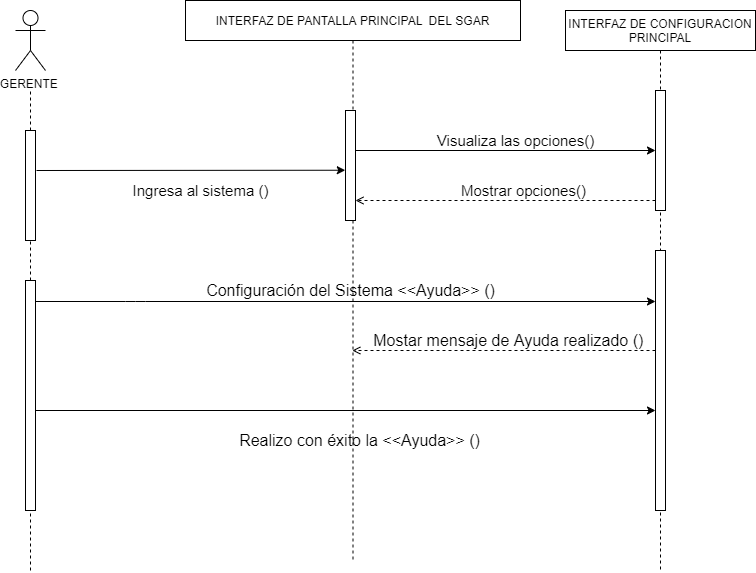 INTERFAZ DE PANTALLA PRINCIPAL DEL SGAR
INTERFAZ DE CONFIGURACION
PRINCIPAL
GERENTE
Visualiza las opciones()
Ingresa al sistema ()
Mostrar opciones()
Configuración del Sistema <<Ayuda>> ()
Mostar mensaje de Ayuda realizado ()
Realizo con éxito la <<Ayuda>> ()